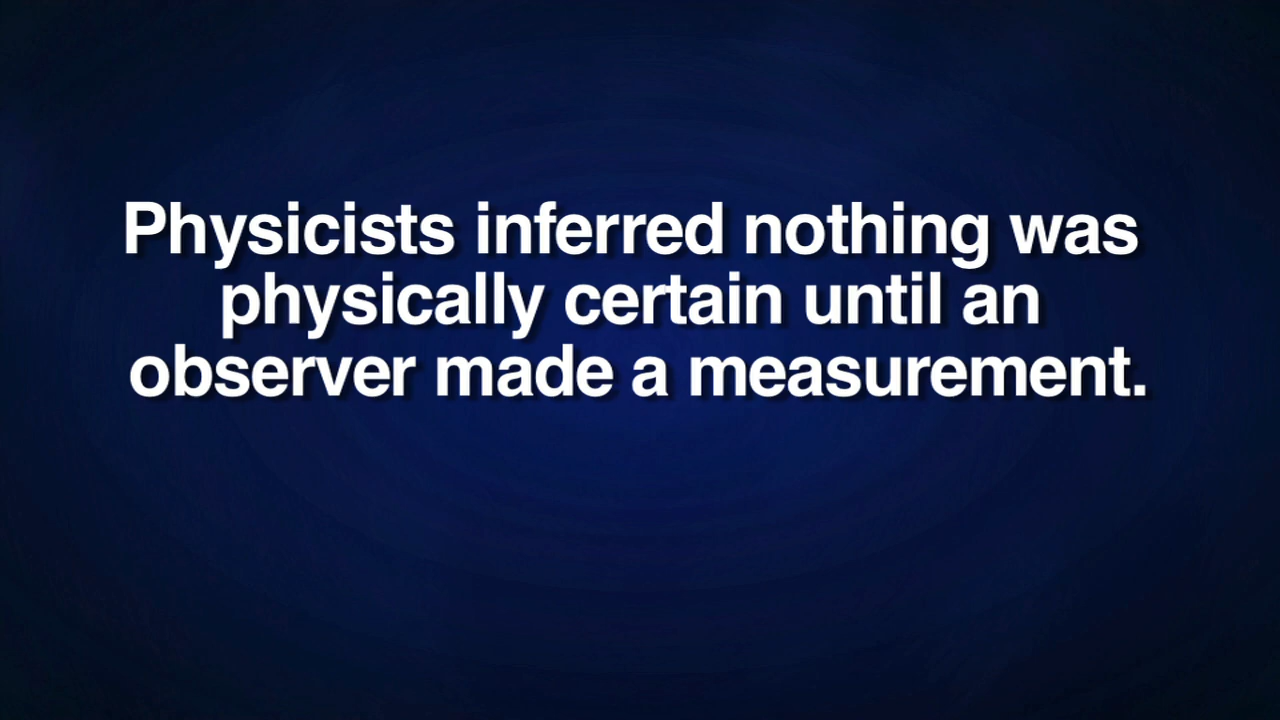 Physicists inferred nothing was
physically certain until an
observer made a measurement.